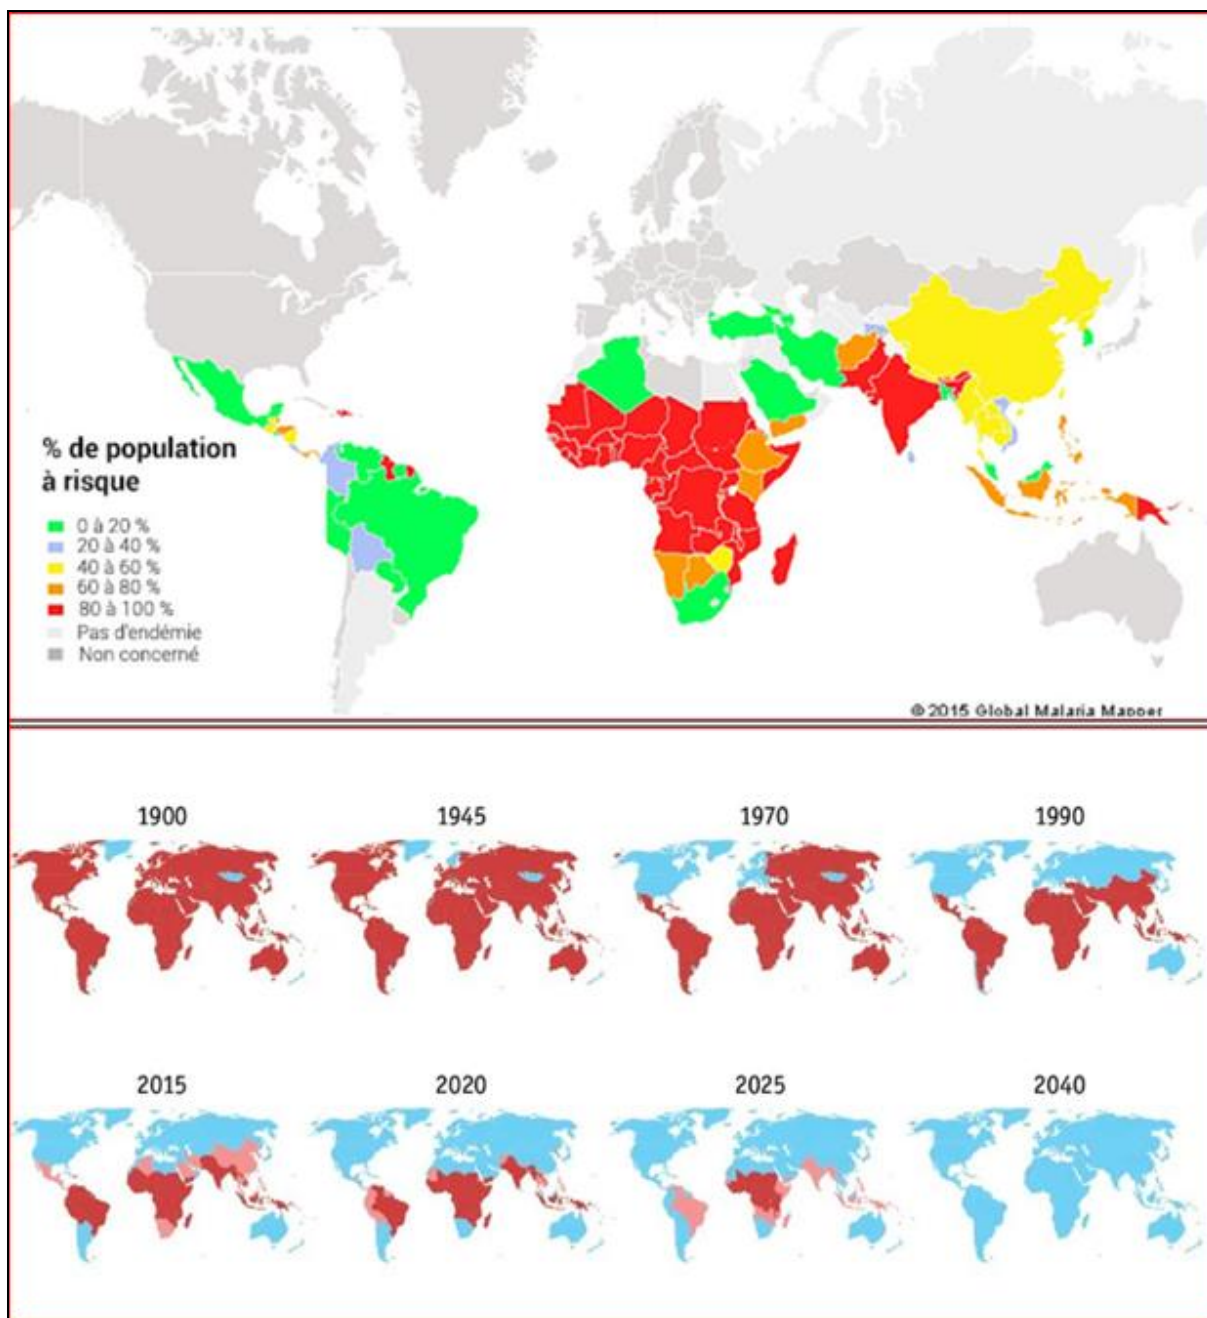 % de population
à risque
0 à 20 %
20 à 40 %
40 à 60 %
60 à 80 %
80 à 100 %
Pas d'endémie
Non concerné
© 2015 Global Malaria Mapper
1900
1945
1970
1990
2015
2020
2025
2040